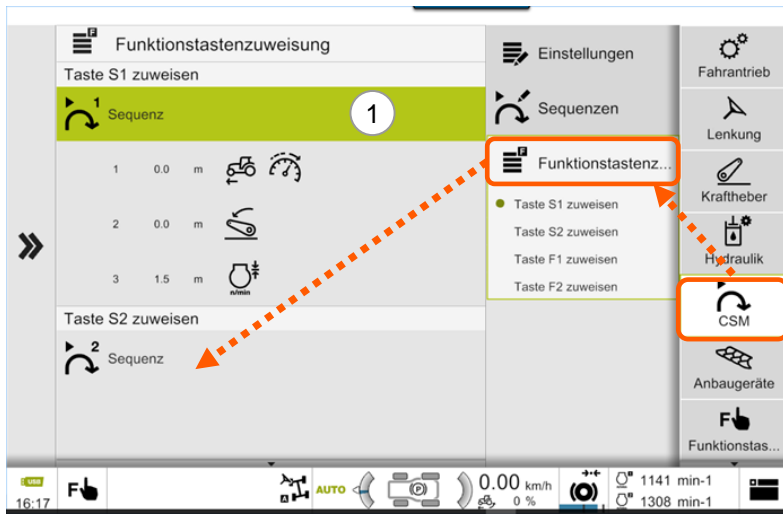 Funktionstastenzuweisung
Taste S1 zuweisen
1
Sequenz
1
1 0.0 m
2 0.0 m
3 1.5 m
n/min
Taste S2 zuweisen
2
Sequenz
Einstellungen
Sequenzen
F
Funktionstastenz...
Taste S1 zuweisen
Taste S2 zuweisen
Taste F1 zuweisen
Taste F2 zuweisen
Fahrantrieb
Lenkung
Kraftheber
Hydraulik
CSM
Anbaugeräte
F
Funktionstas...
USB
16:17
F
A
AUTO
P
0.00 km/h
0 %
1141 min-1
1308 min-1